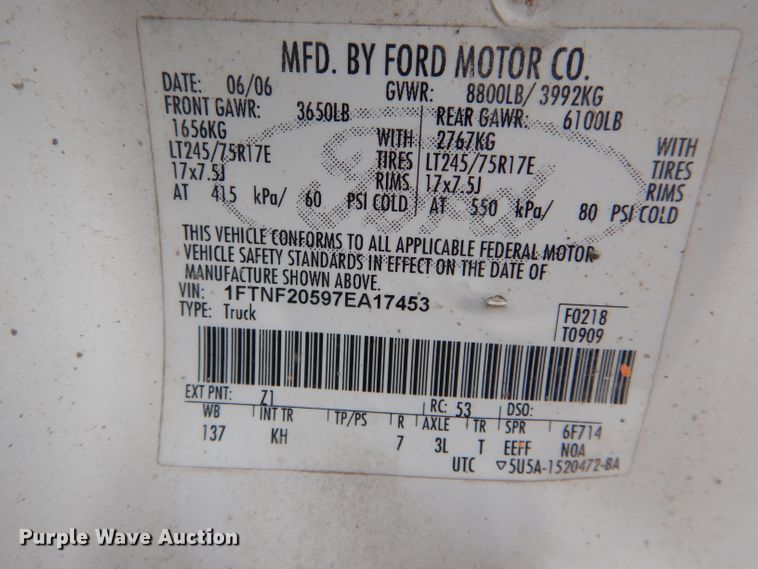 MFD. BY FORD MOTOR CO.
DATE: 06/06 GVWR: 8800LB/ 3992KG
FRONT GAWR: 3650LB REAR GAWR: 6100LB
1656KG WITH 2767KG WITH
LT245/75R17E TIRES LT245/75R17E TIRES
17x7.5J RIMS 17x7.5J RIMS
AT 415 kPa/ 60 PSI COLD AT 550 kPa/ 80 PSI COLD
Ford
THIS VEHICLE CONFORMS TO ALL APPLICABLE FEDERAL MOTOR
VEHICLE SAFETY STANDARDS IN EFFECT ON THE DATE OF
MANUFACTURE SHOWN ABOVE.
VIN: 1FTNF20597EA17453
TYPE: Truck
F0218
T0909
EXT PNT: Z1 RC: 53 DSO:
WB INT TR TP/PS R AXLE TR SPR 6F714
137 KH 7 3L T EEFF NOA
UTC ▽5U5A-1520472-BA
Purple Wave Auction